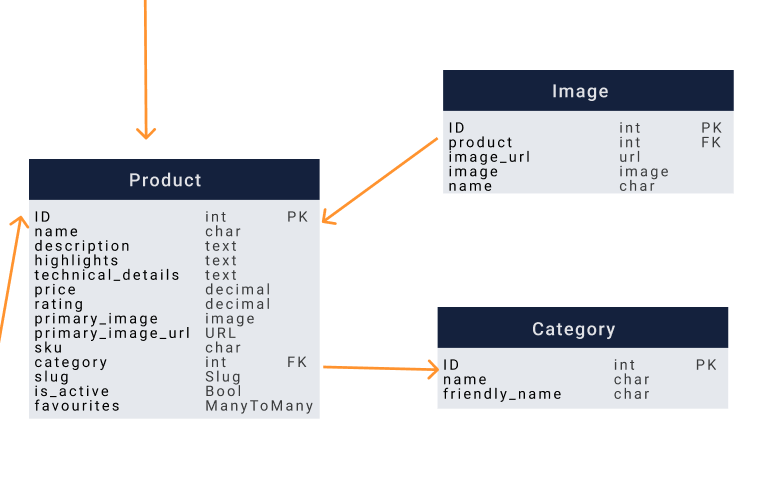 Image
ID int PK
product int FK
image_url url
image image
name char
Product
ID int PK
name char
description text
highlights text
technical_details text
price decimal
rating decimal
primary_image image
primary_image_url URL
sku char
category int FK
slug Slug
is_active Bool
favourites ManyToMany
Category
ID int PK
name char
friendly_name char